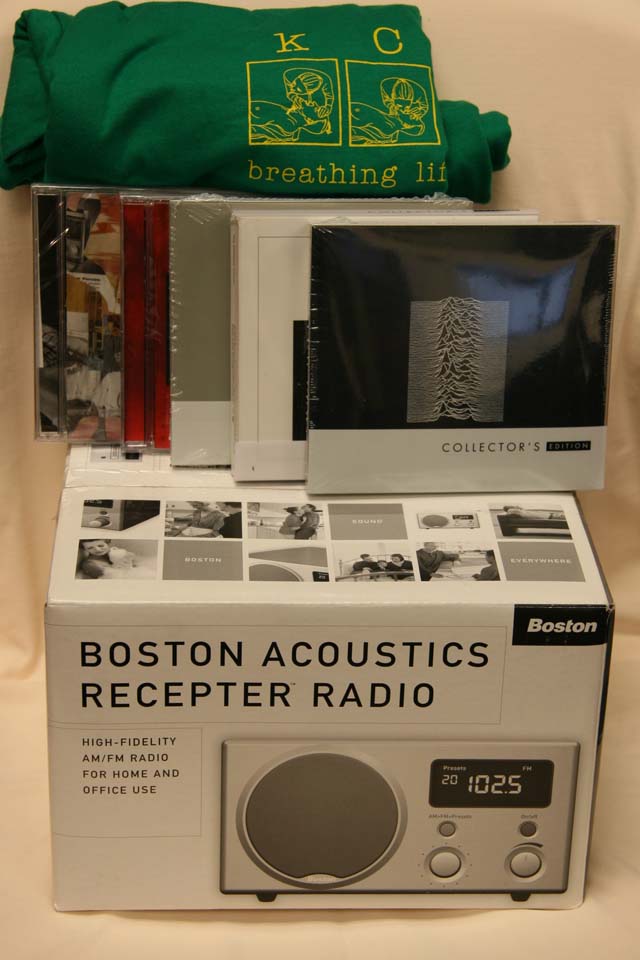 K C
breathing lif
COLLECTOR'S EDITION
SOUND
BOSTON
EVERYWHERE
Boston
BOSTON ACOUSTICS
RECEPTER™ RADIO
HIGH-FIDELITY
AM/FM RADIO
FOR HOME AND
OFFICE USE
Presets FM
20 102.5
AM•FM•Presets On/off